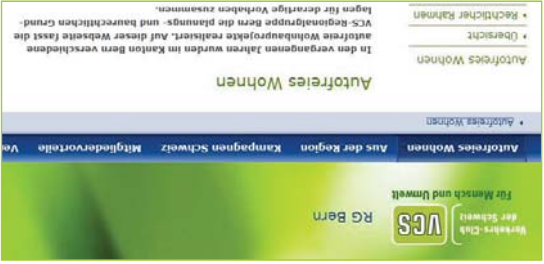 Verkehrs-Club
der Schweiz
VCS
RG Bern
Für Mensch und Umwelt
Autofreies Wohnen
Aus der Region
Kampagnen Schweiz
Mitgliedervorteile
Ve
• Autofreies Wohnen
Autofreies Wohnen
• Übersicht
• Rechtlicher Rahmen
Autofreies Wohnen
In den vergangenen Jahren wurden im Kanton Bern verschiedene
autofreie Wohnbauprojekte realisiert. Auf dieser Webseite fasst die
VCS-Regionalgruppe Bern die planungs- und baurechtlichen Grund-
lagen für derartige Vorhaben zusammen.